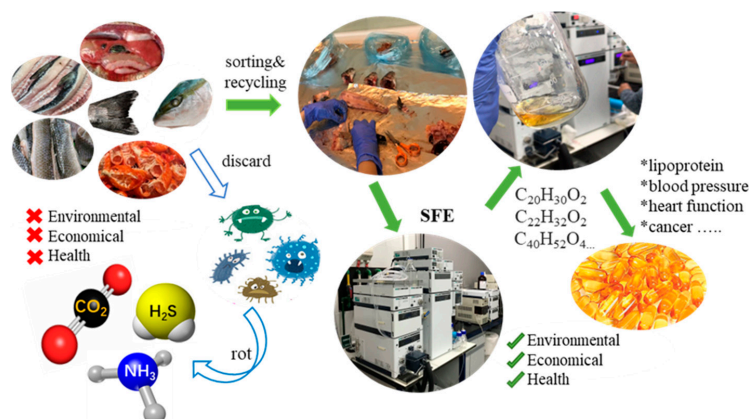 sorting&
recycling
discard
Environmental
Economical
Health
CO2
H2S
NH3
rot
SFE
C20H30O2
C22H32O2
C40H52O4...
*lipoprotein
*blood pressure
*heart function
*cancer .....
Environmental
Economical
Health